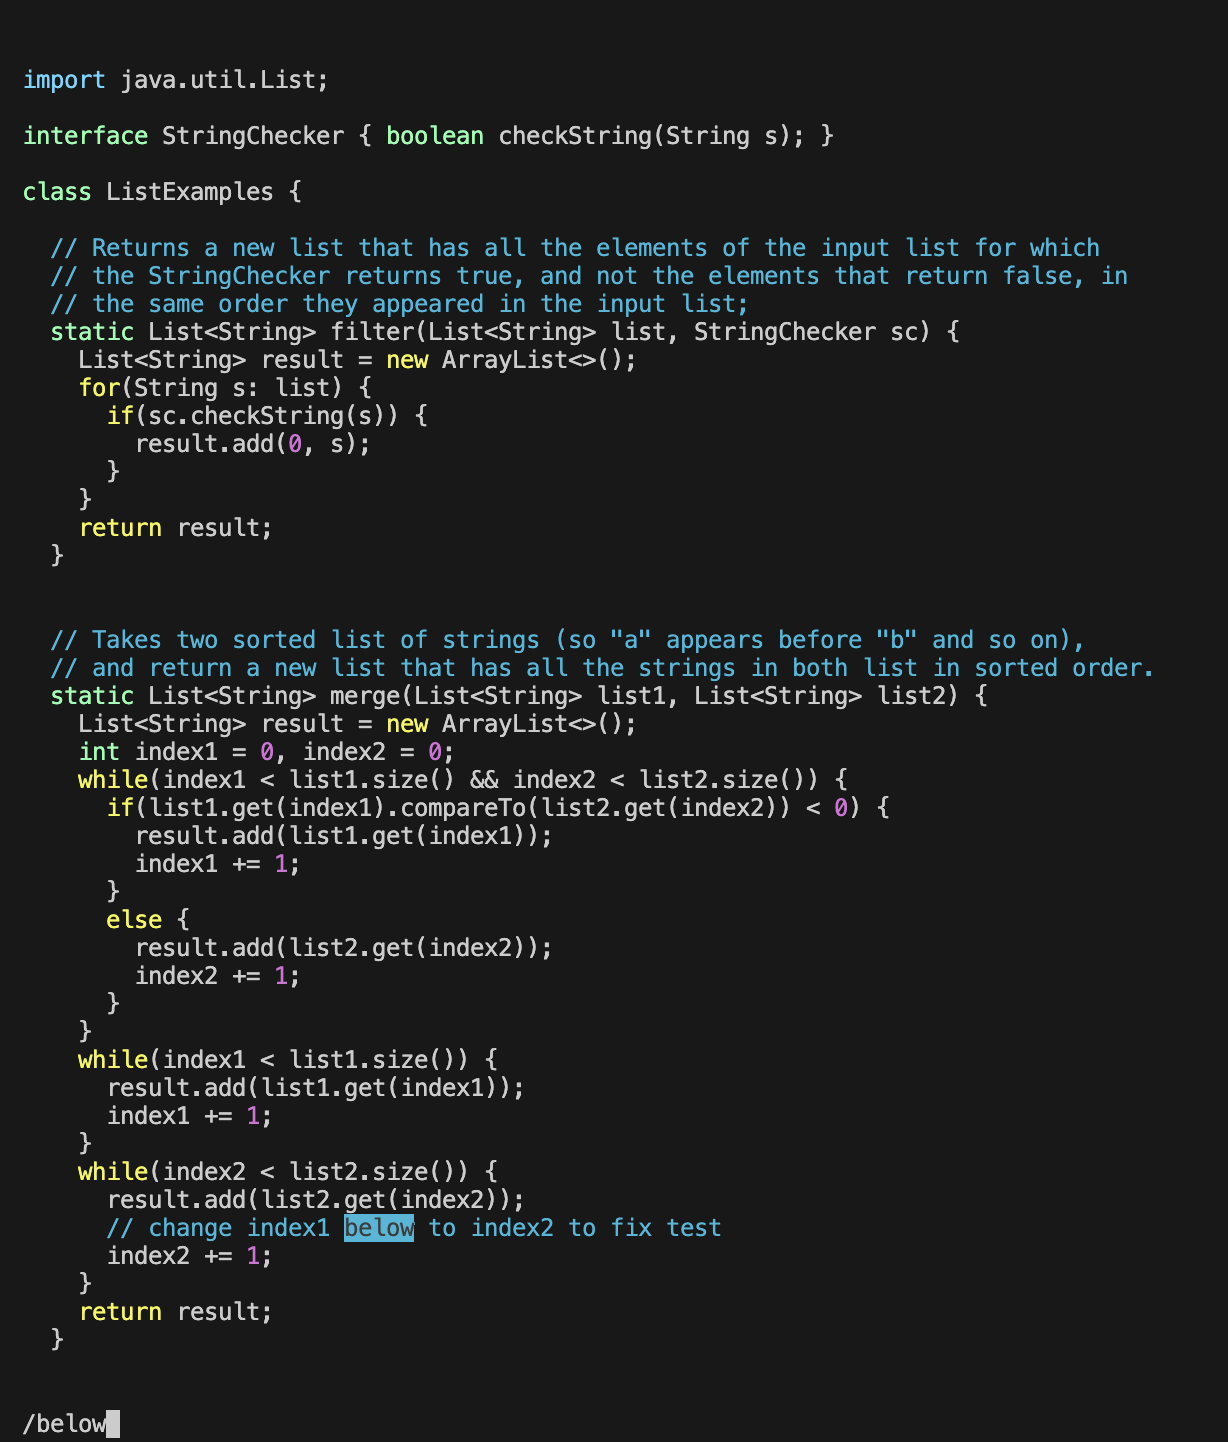 import java.util.List;
interface StringChecker { boolean checkString(String s); }
class ListExamples {
// Returns a new list that has all the elements of the input list for which
// the StringChecker returns true, and not the elements that return false, in
// the same order they appeared in the input list;
static List<String> filter(List<String> list, StringChecker sc) {
List<String> result = new ArrayList<>();
for(String s: list) {
if(sc.checkString(s)) {
result.add(0, s);
}
}
return result;
}
// Takes two sorted list of strings (so "a" appears before "b" and so on),
// and return a new list that has all the strings in both list in sorted order.
static List<String> merge(List<String> list1, List<String> list2) {
List<String> result = new ArrayList<>();
int index1 = 0, index2 = 0;
while(index1 < list1.size() && index2 < list2.size()) {
if(list1.get(index1).compareTo(list2.get(index2)) < 0) {
result.add(list1.get(index1));
index1 += 1;
}
else {
result.add(list2.get(index2));
index2 += 1;
}
}
while(index1 < list1.size()) {
result.add(list1.get(index1));
index1 += 1;
}
while(index2 < list2.size()) {
result.add(list2.get(index2));
// change index1 below to index2 to fix test
index2 += 1;
}
return result;
}
/below